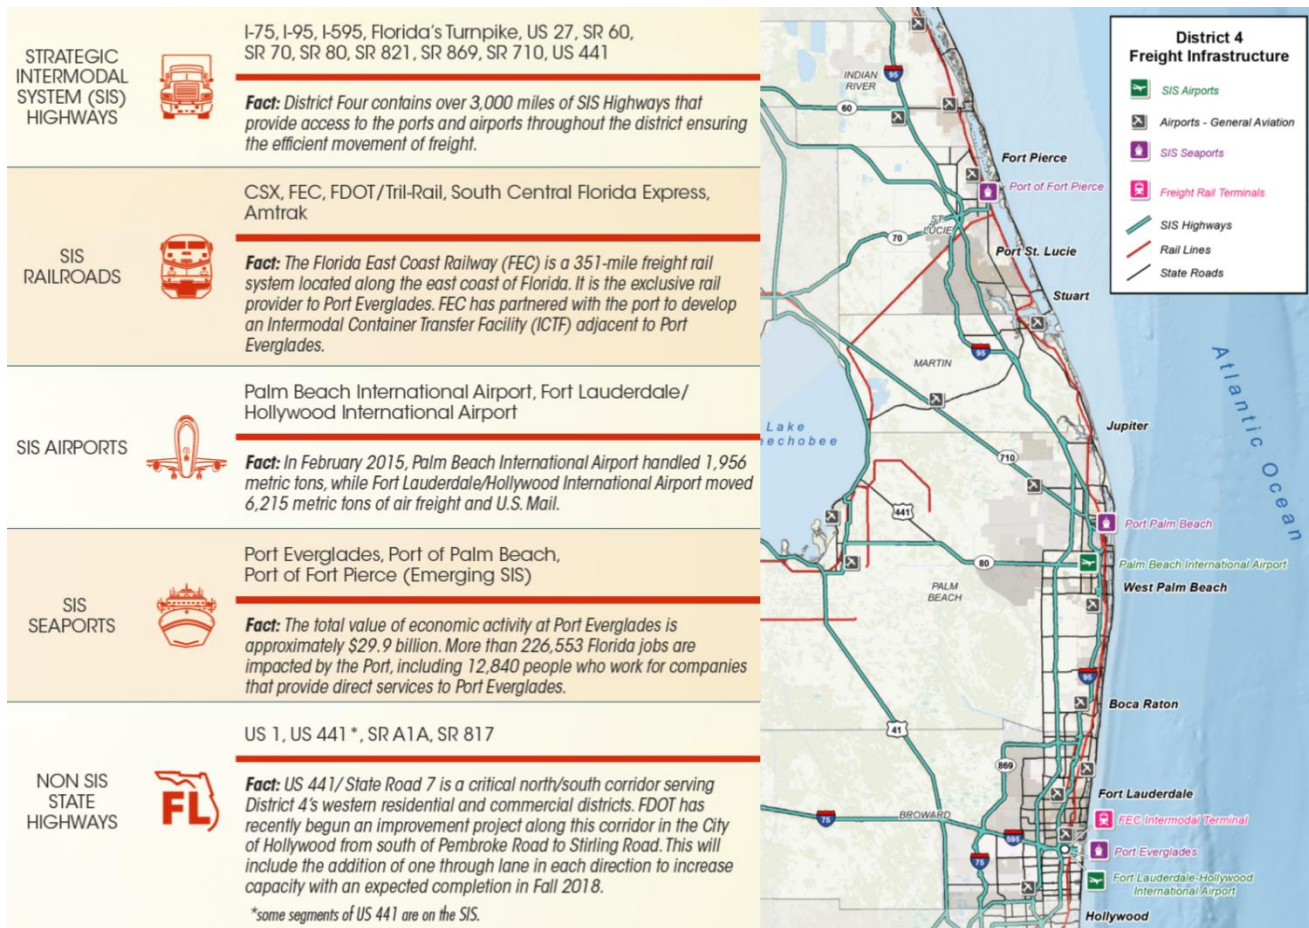 STRATEGIC
INTERMODAL
SYSTEM (SIS)
HIGHWAYS
I-75, I-95, I-595, Florida's Turnpike, US 27, SR 60,
SR 70, SR 80, SR 821, SR 869, SR 710, US 441
Fact: District Four contains over 3,000 miles of SIS Highways that
provide access to the ports and airports throughout the district ensuring
the efficient movement of freight.
SIS
RAILROADS
CSX, FEC, FDOT/Tril-Rail, South Central Florida Express,
Amtrak
Fact: The Florida East Coast Railway (FEC) is a 351-mile freight rail
system located along the east coast of Florida. It is the exclusive rail
provider to Port Everglades. FEC has partnered with the port to develop
an Intermodal Container Transfer Facility (ICTF) adjacent to Port
Everglades.
SIS AIRPORTS
Palm Beach International Airport, Fort Lauderdale/
Hollywood International Airport
Fact: In February 2015, Palm Beach International Airport handled 1,956
metric tons, while Fort Lauderdale/Hollywood International Airport moved
6,215 metric tons of air freight and U.S. Mail.
SIS
SEAPORTS
Port Everglades, Port of Palm Beach,
Port of Fort Pierce (Emerging SIS)
Fact: The total value of economic activity at Port Everglades is
approximately $29.9 billion. More than 226,553 Florida jobs are
impacted by the Port, including 12,840 people who work for companies
that provide direct services to Port Everglades.
NON SIS
STATE
HIGHWAYS
FL
US 1, US 441*, SR A1A, SR 817
Fact: US 441/ State Road 7 is a critical north/south corridor serving
District 4's western residential and commercial districts. FDOT has
recently begun an improvement project along this corridor in the City
of Hollywood from south of Pembroke Road to Stirling Road. This will
include the addition of one through lane in each direction to increase
capacity with an expected completion in Fall 2018.
*some segments of US 441 are on the SIS.
District 4
Freight Infrastructure
SIS Airports
Airports - General Aviation
SIS Seaports
Freight Rail Terminals
SIS Highways
Rail Lines
State Roads
INDIAN
RIVER
95
60
Fort Pierce
Port of Fort Pierce
ST.
LUCIE
70
Port St. Lucie
Stuart
95
MARTIN
Atlantic Ocean
Lake
eechobee
Jupiter
710
441
Port Palm Beach
80
Palm Beach International Airport
PALM
BEACH
West Palm Beach
95
Boca Raton
41
869
Fort Lauderdale
75
BROWARD
FEC Intermodal Terminal
595
Port Everglades
75
Fort Lauderdale-Hollywood
International Airport
Hollywood